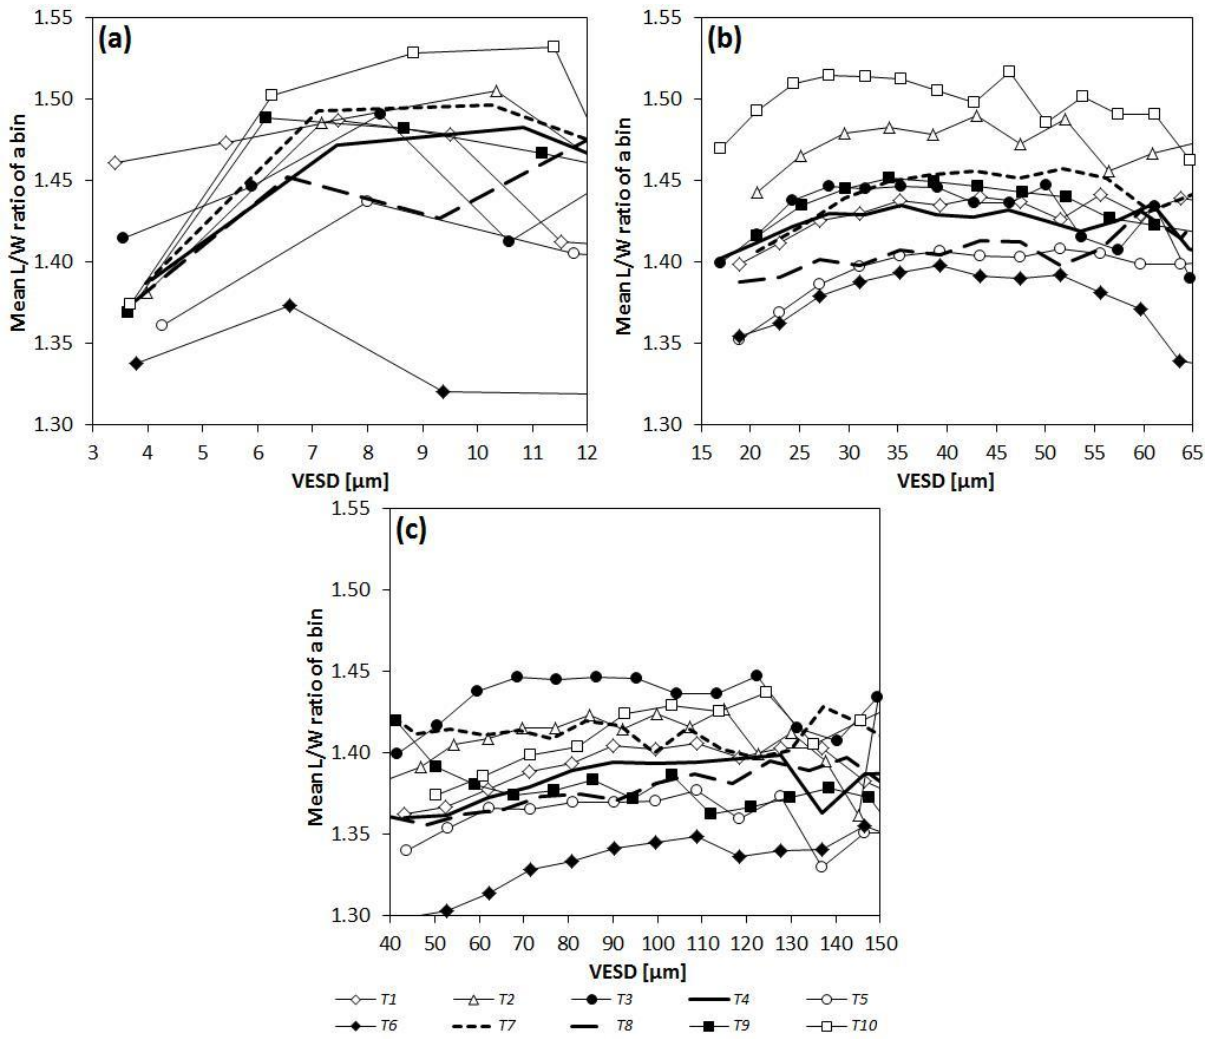 (a)
Mean L/W ratio of a bin
1.55
1.50
1.45
1.40
1.35
1.30
3 4 5 6 7 8 9 10 11 12
VESD [µm]
(b)
Mean L/W ratio of a bin
1.55
1.50
1.45
1.40
1.35
1.30
15 20 25 30 35 40 45 50 55 60 65
VESD [µm]
(c)
Mean L/W ratio of a bin
1.55
1.50
1.45
1.40
1.35
1.30
40 50 60 70 80 90 100 110 120 130 140 150
VESD [µm]
T1 T2 T3 T4 T5
T6 T7 T8 T9 T10